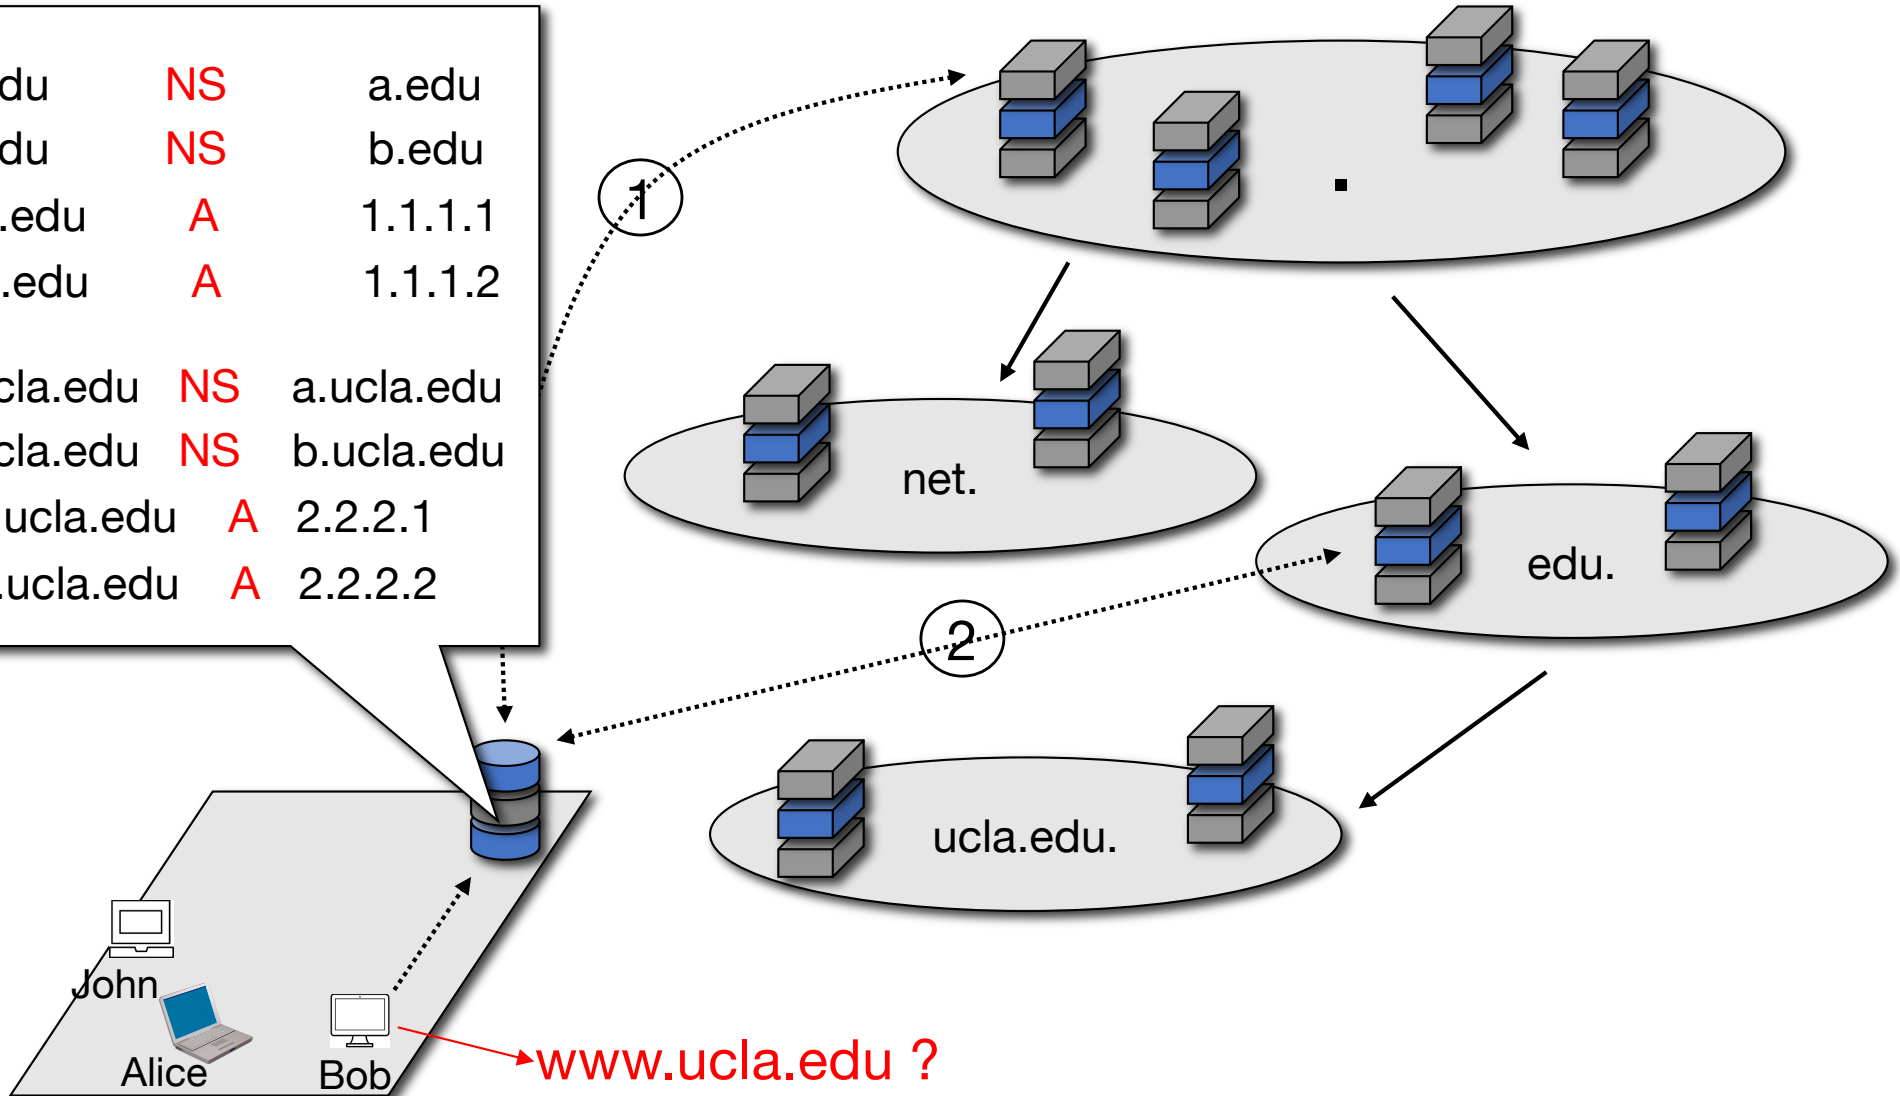 du NS a.edu
du NS b.edu
.edu A 1.1.1.1
.edu A 1.1.1.2
cla.edu NS a.ucla.edu
cla.edu NS b.ucla.edu
ucla.edu A 2.2.2.1
.ucla.edu A 2.2.2.2
1
.
net.
edu.
2
ucla.edu.
John
Alice
Bob
www.ucla.edu ?